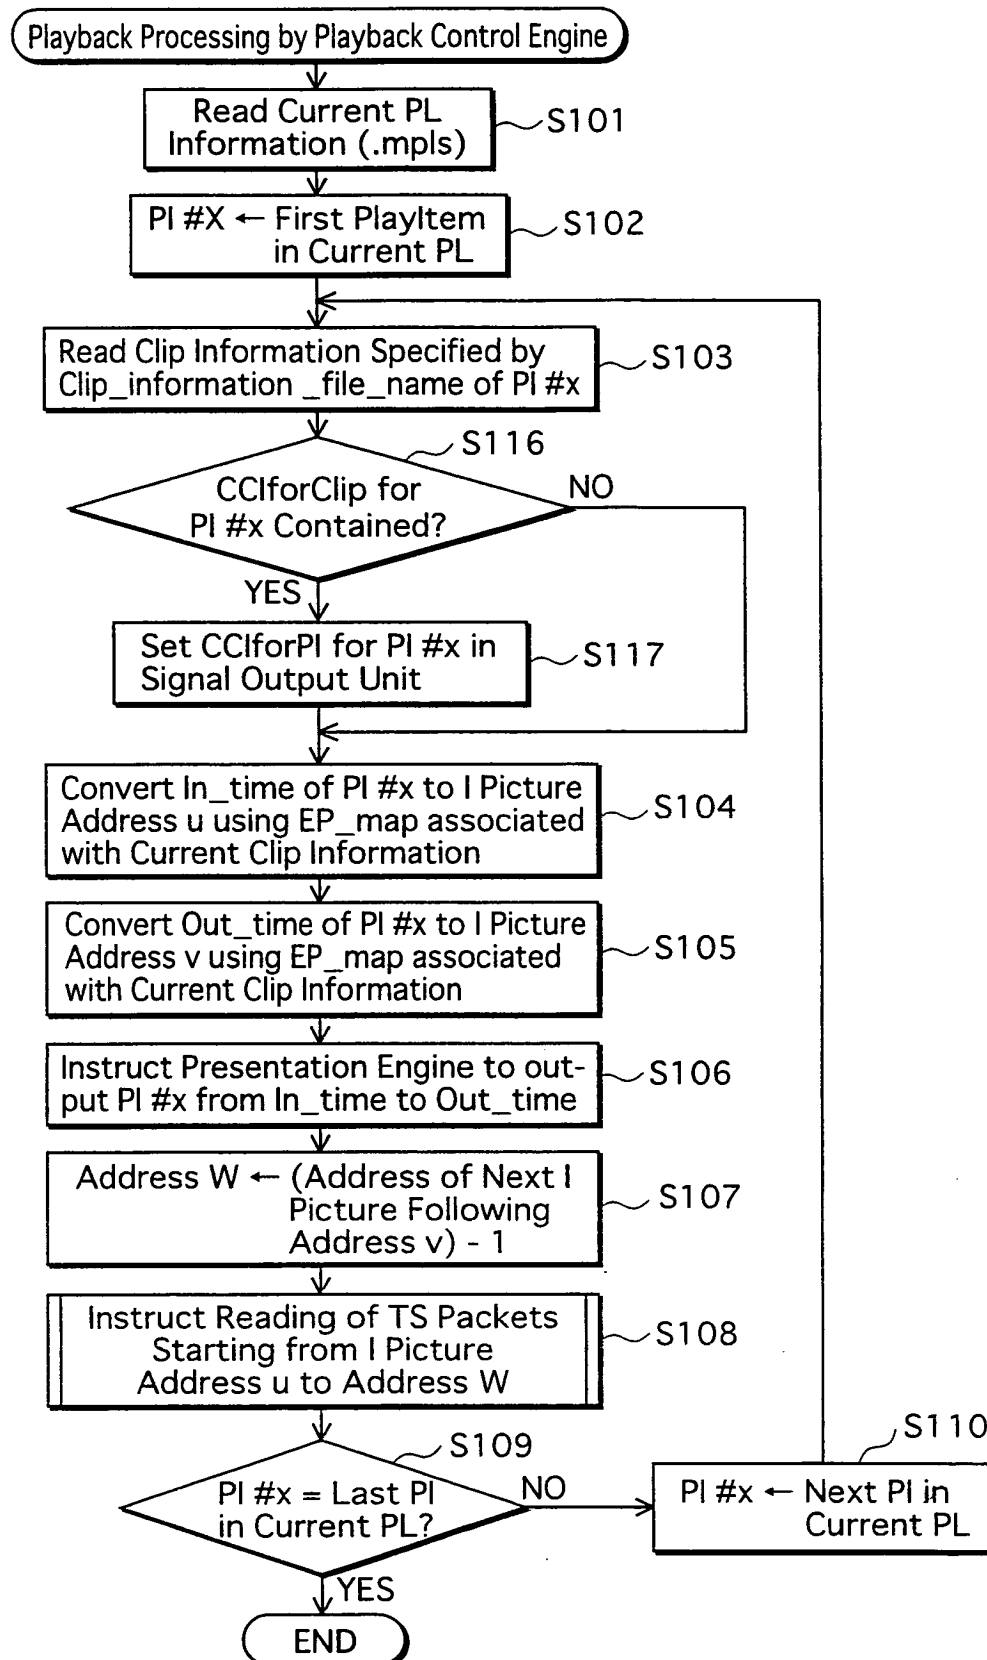 Playback Processing by Playback Control Engine
Read Current PL
Information (.mpls)
S101
PI #X ← First PlayItem
in Current PL
S102
Read Clip Information Specified by
Clip_information _file_name of PI #x
S103
S116
CCIforClip for
PI #x Contained?
NO
YES
Set CCIforPI for PI #x in
Signal Output Unit
S117
Convert In_time of PI #x to I Picture
Address u using EP_map associated
with Current Clip Information
S104
Convert Out_time of PI #x to I Picture
Address v using EP_map associated
with Current Clip Information
S105
Instruct Presentation Engine to out-
put PI #x from In_time to Out_time
S106
Address W ← (Address of Next I
Picture Following
Address v) - 1
S107
Instruct Reading of TS Packets
Starting from I Picture
Address u to Address W
S108
S109
PI #x = Last PI
in Current PL?
NO
S110
PI #x ← Next PI in
Current PL
YES
END